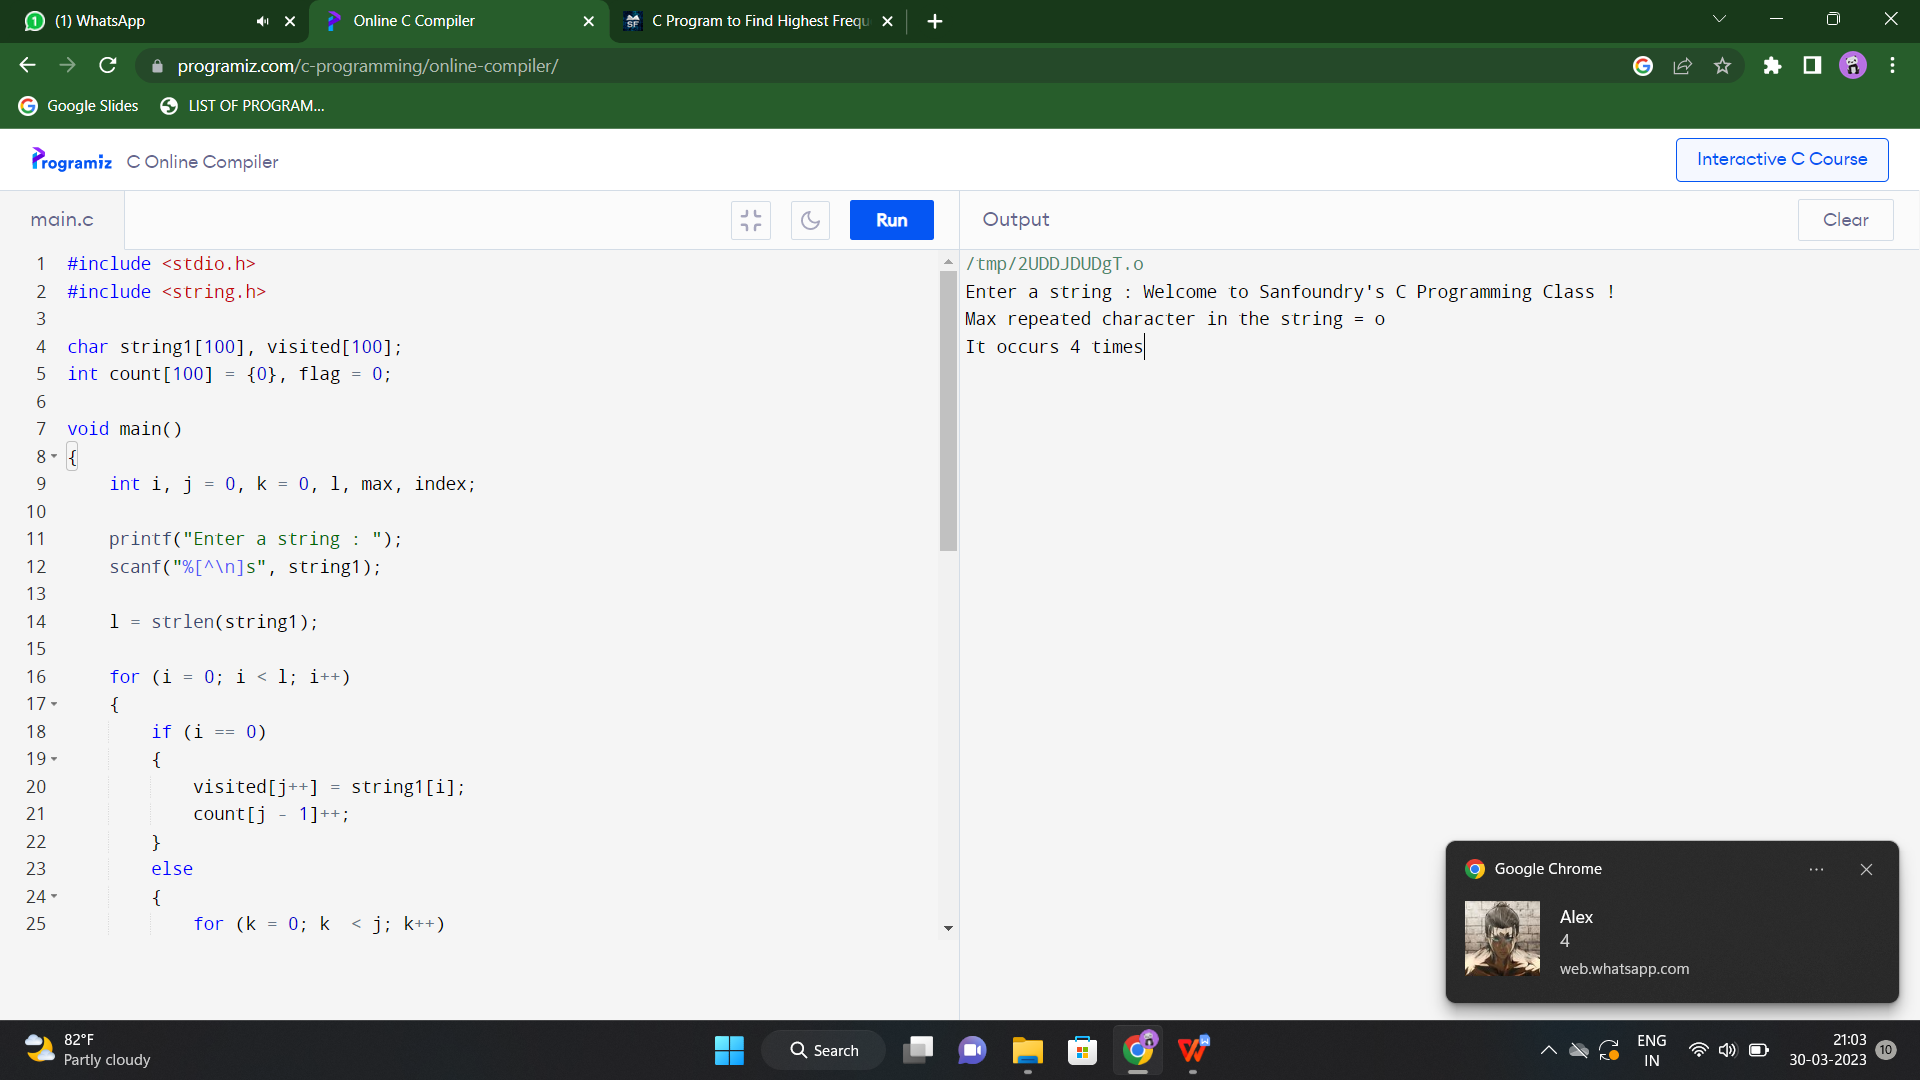 (1) WhatsApp
Online C Compiler
C Program to Find Highest Frequ
programiz.com/c-programming/online-compiler/
Google Slides
LIST OF PROGRAM...
Programiz
C Online Compiler
Interactive C Course
main.c
Run
Output
Clear
1 #include <stdio.h>
2 #include <string.h>
3
4 char string1[100], visited[100];
5 int count[100] = {0}, flag = 0;
6
7 void main()
8 {
9 int i, j = 0, k = 0, l, max, index;
10
11 printf("Enter a string : ");
12 scanf("%[^\n]s", string1);
13
14 l = strlen(string1);
15
16 for (i = 0; i < l; i++)
17 {
18 if (i == 0)
19 {
20 visited[j++] = string1[i];
21 count[j - 1]++;
22 }
23 else
24 {
25 for (k = 0; k  < j; k++)
/tmp/2UDDJDUDgT.o
Enter a string : Welcome to Sanfoundry's C Programming Class !
Max repeated character in the string = o
It occurs 4 times
Google Chrome
Alex
4
web.whatsapp.com
82°F
Partly cloudy
Search
ENG
IN
21:03
30-03-2023
10